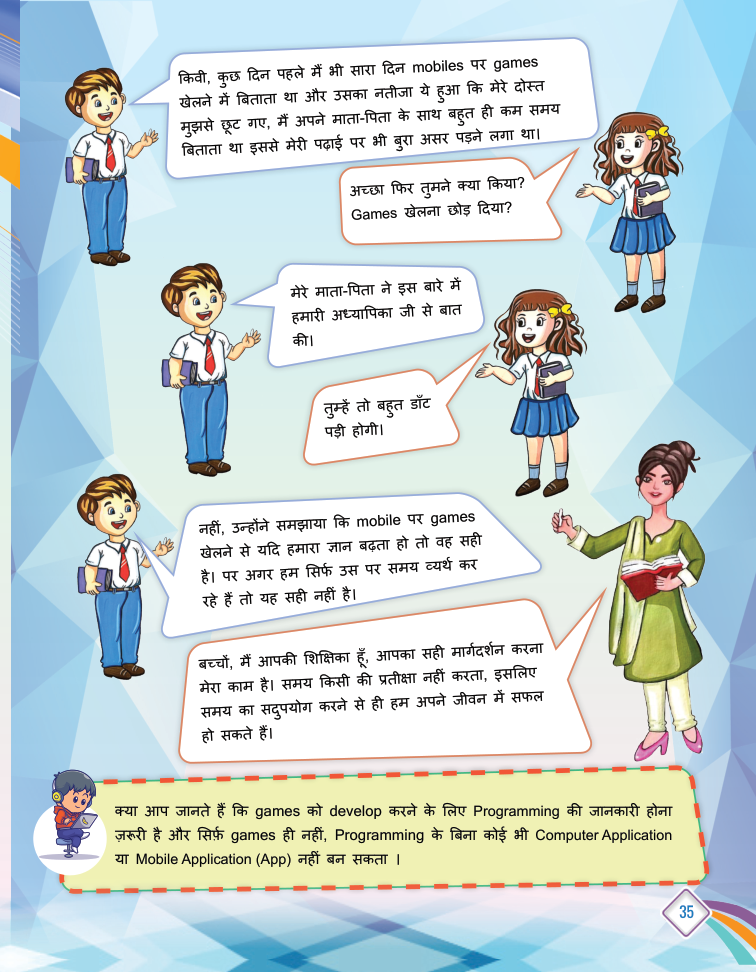 किवी, कुछ दिन पहले मैं भी सारा दिन mobiles पर games
खेलने में बिताता था और उसका नतीजा ये हुआ कि मेरे दोस्त
मुझसे छूट गए, मैं अपने माता-पिता के साथ बहुत ही कम समय
बिताता था इससे मेरी पढ़ाई पर भी बुरा असर पड़ने लगा था।
अच्छा फिर तुमने क्या किया?
Games खेलना छोड़ दिया?
मेरे माता-पिता ने इस बारे में
हमारी अध्यापिका जी से बात
की।
तुम्हें तो बहुत डाँट
पड़ी होगी।
नहीं, उन्होंने समझाया कि mobile पर games
खेलने से यदि हमारा ज्ञान बढ़ता हो तो वह सही
है। पर अगर हम सिर्फ उस पर समय व्यर्थ कर
रहे हैं तो यह सही नहीं है।
बच्चों, मैं आपकी शिक्षिका हूँ, आपका सही मार्गदर्शन करना
मेरा काम है। समय किसी की प्रतीक्षा नहीं करता, इसलिए
समय का सदुपयोग करने से ही हम अपने जीवन में सफल
हो सकते हैं।
क्या आप जानते हैं कि games को develop करने के लिए Programming की जानकारी होना
ज़रूरी है और सिर्फ़ games ही नहीं, Programming के बिना कोई भी Computer Application
या Mobile Application (App) नहीं बन सकता ।
35